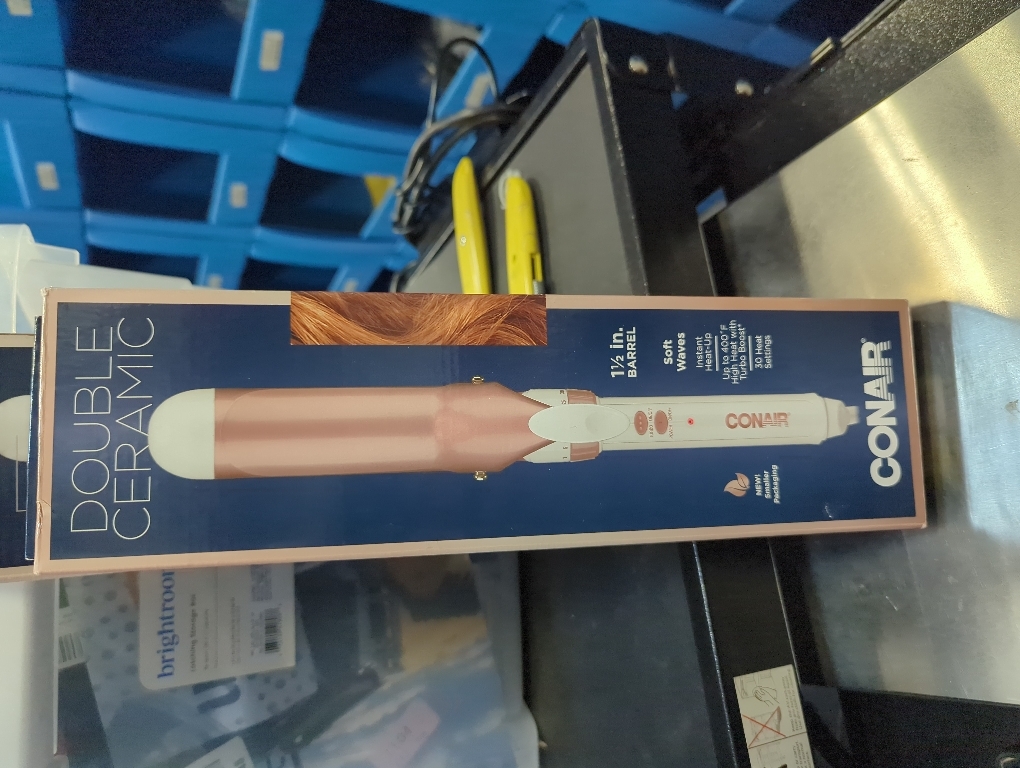 DOUBLE
CERAMIC
1½ in.
BARREL
Soft
Waves
Instant
Heat-Up
Up to 400°F
High Heat with
Turbo Boost*
30 Heat
Settings
CONAIR
NEW!
Smaller
Packaging
CONAIR
brightroom